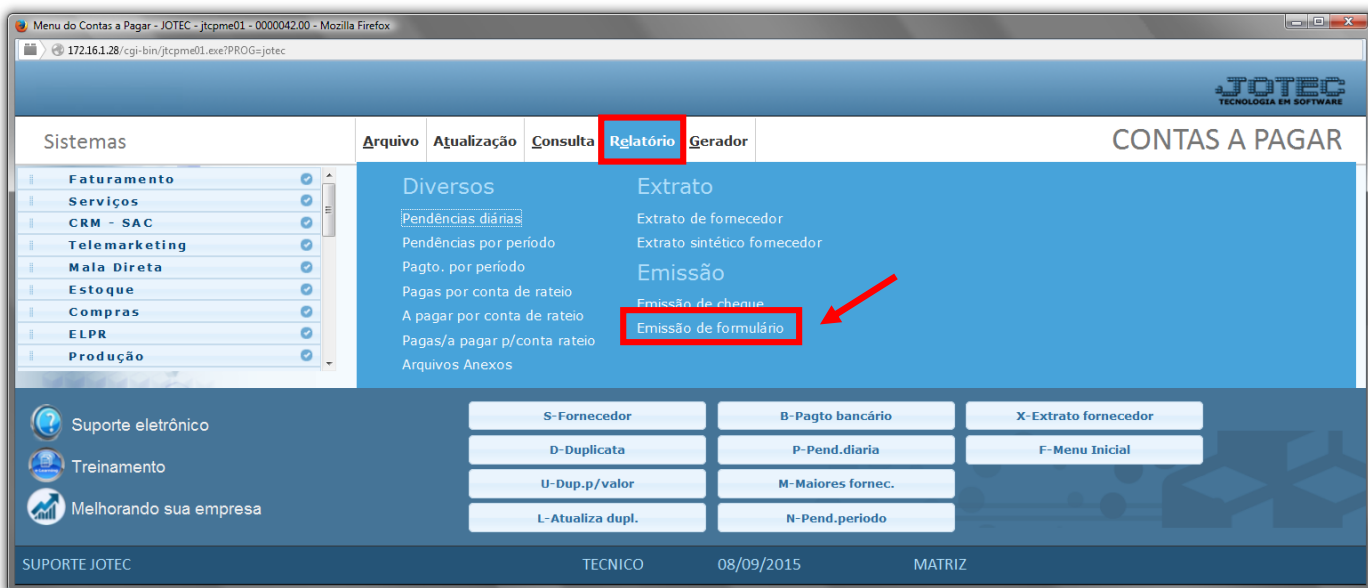 Menu do Contas a Pagar - JOTEC - jtcpme01 - 0000042.00 - Mozilla Firefox
172.16.1.28/cgi-bin/jtcpme01.exe?PROG=jotec
JOTEC
TECNOLOGIA EM SOFTWARE
Sistemas
Arquivo Atualização Consulta Relatório Gerador
CONTAS A PAGAR
Faturamento
Serviços
CRM - SAC
Telemarketing
Mala Direta
Estoque
Compras
ELPR
Produção
Diversos
Pendências diárias
Pendências por período
Pagto. por período
Pagas por conta de rateio
A pagar por conta de rateio
Pagas/a pagar p/conta rateio
Arquivos Anexos
Extrato
Extrato de fornecedor
Extrato sintético fornecedor
Emissão
Emissão de cheque
Emissão de formulário
Suporte eletrônico
Treinamento
Melhorando sua empresa
S-Fornecedor
B-Pagto bancário
X-Extrato fornecedor
D-Duplicata
P-Pend.diaria
F-Menu Inicial
U-Dup.p/valor
M-Maiores fornec.
L-Atualiza dupl.
N-Pend.periodo
SUPORTE JOTEC TECNICO 08/09/2015 MATRIZ